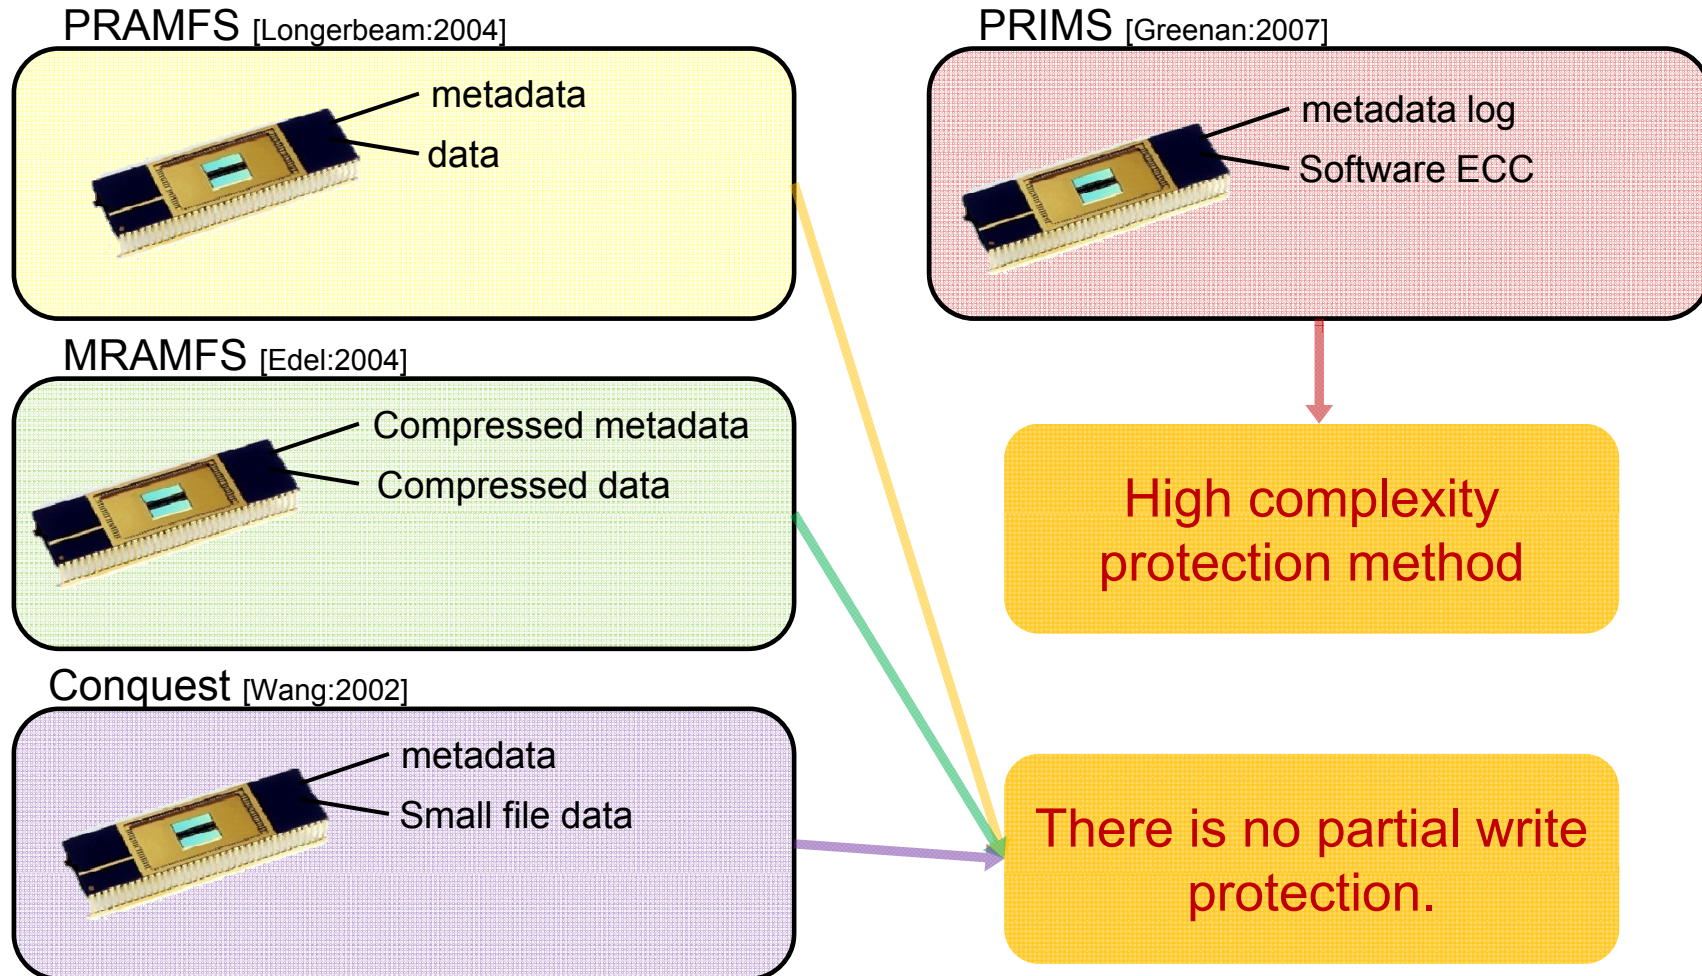 PRAMFS [Longerbeam:2004]
metadata
data
MRAMFS [Edel:2004]
Compressed metadata
Compressed data
Conquest [Wang:2002]
metadata
Small file data
PRIMS [Greenan:2007]
metadata log
Software ECC
High complexity
protection method
There is no partial write
protection.